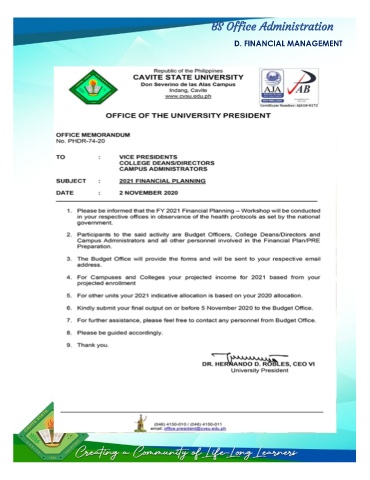 BS Office Administration
D. FINANCIAL MANAGEMENT
Republic of the Philippines
CAVITE STATE UNIVERSITY
Don Severino de las Alas Campus
Indang, Cavite
www.cvsu.edu.ph
AJA
AB
OFFICE OF THE UNIVERSITY PRESIDENT
OFFICE MEMORANDUM
No. PHDR-74-20
TO : VICE PRESIDENTS
COLLEGE DEANS/DIRECTORS
CAMPUS ADMINISTRATORS
SUBJECT : 2021 FINANCIAL PLANNING
DATE : 2 NOVEMBER 2020
1. Please be informed that the FY 2021 Financial Planning – Workshop will be conducted
in your respective offices in observance of the health protocols as set by the national
government.
2. Participants to the said activity are Budget Officers, College Deans/Directors and
Campus Administrators and all other personnel involved in the Financial Plan/PRE
Preparation.
3. The Budget Office will provide the forms and will be sent to your respective email
address.
4. For Campuses and Colleges your projected income for 2021 based from your
projected enrollment
5. For other units your 2021 indicative allocation is based on your 2020 allocation.
6. Kindly submit your final output on or before 5 November 2020 to the Budget Office.
7. For further assistance, please feel free to contact any personnel from Budget Office.
8. Please be guided accordingly.
9. Thank you.
DR. HERNANDO D. ROBLES, CEO VI
University President
(046) 4150-010 / (046) 4150-011
email: office.president@cvsu.edu.ph
Creating a Community of Life-Long Learners